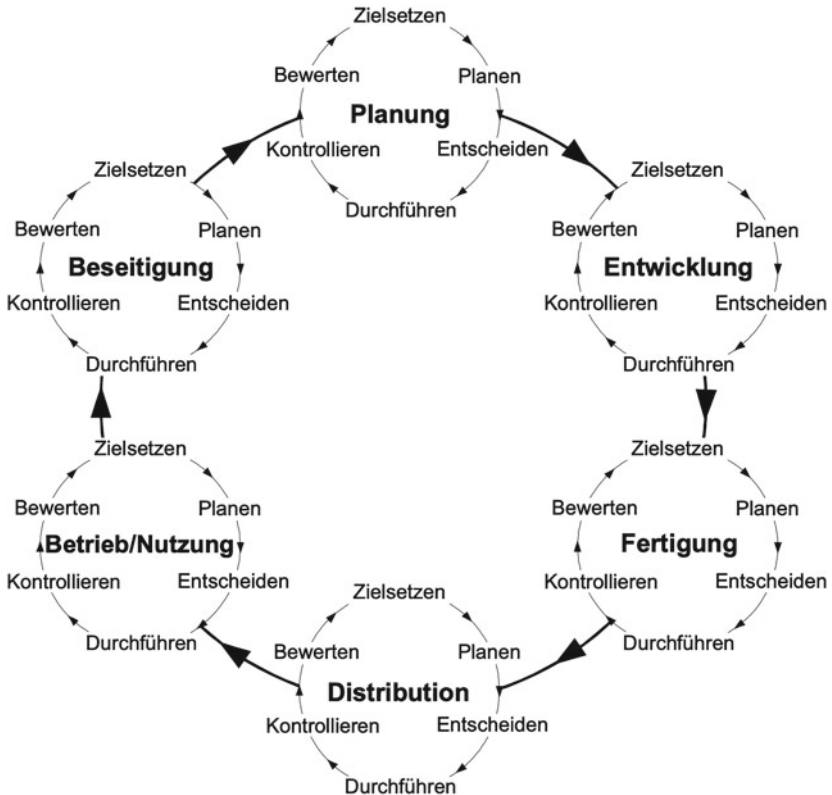 Zielsetzen
Bewerten
Planen
Planung
Kontrollieren
Entscheiden
Durchführen
Zielsetzen
Bewerten
Planen
Entwicklung
Kontrollieren
Entscheiden
Durchführen
Zielsetzen
Bewerten
Planen
Fertigung
Kontrollieren
Entscheiden
Durchführen
Zielsetzen
Bewerten
Planen
Distribution
Kontrollieren
Entscheiden
Durchführen
Zielsetzen
Bewerten
Planen
Betrieb/Nutzung
Kontrollieren
Entscheiden
Durchführen
Zielsetzen
Bewerten
Planen
Beseitigung
Kontrollieren
Entscheiden
Durchführen